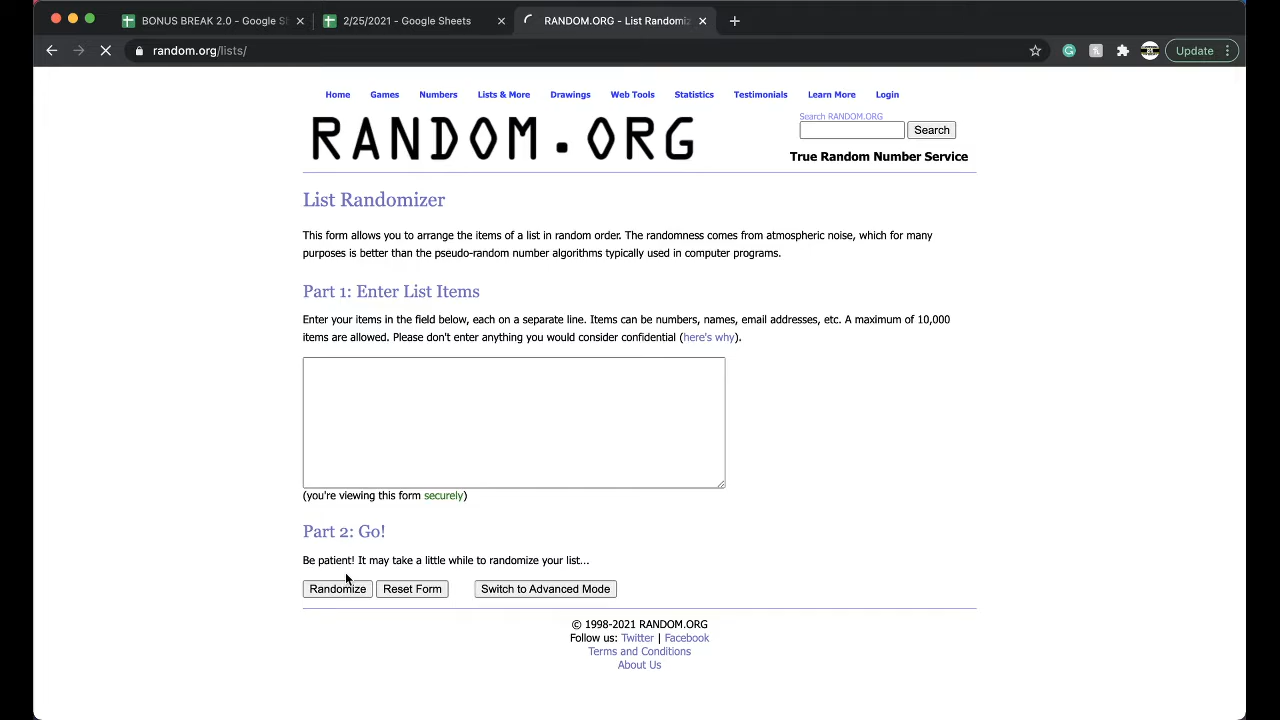 BONUS BREAK 2.0 - Google Sh
2/25/2021 - Google Sheets
RANDOM.ORG - List Randomiz
random.org/lists/
Update
Home Games Numbers Lists & More Drawings Web Tools Statistics Testimonials Learn More Login
RANDOM.ORG
Search RANDOM.ORG
Search
True Random Number Service
List Randomizer
This form allows you to arrange the items of a list in random order. The randomness comes from atmospheric noise, which for many
purposes is better than the pseudo-random number algorithms typically used in computer programs.
Part 1: Enter List Items
Enter your items in the field below, each on a separate line. Items can be numbers, names, email addresses, etc. A maximum of 10,000
items are allowed. Please don't enter anything you would consider confidential (here's why).
(you're viewing this form securely)
Part 2: Go!
Be patient! It may take a little while to randomize your list...
Randomize Reset Form Switch to Advanced Mode
© 1998-2021 RANDOM.ORG
Follow us: Twitter | Facebook
Terms and Conditions
About Us